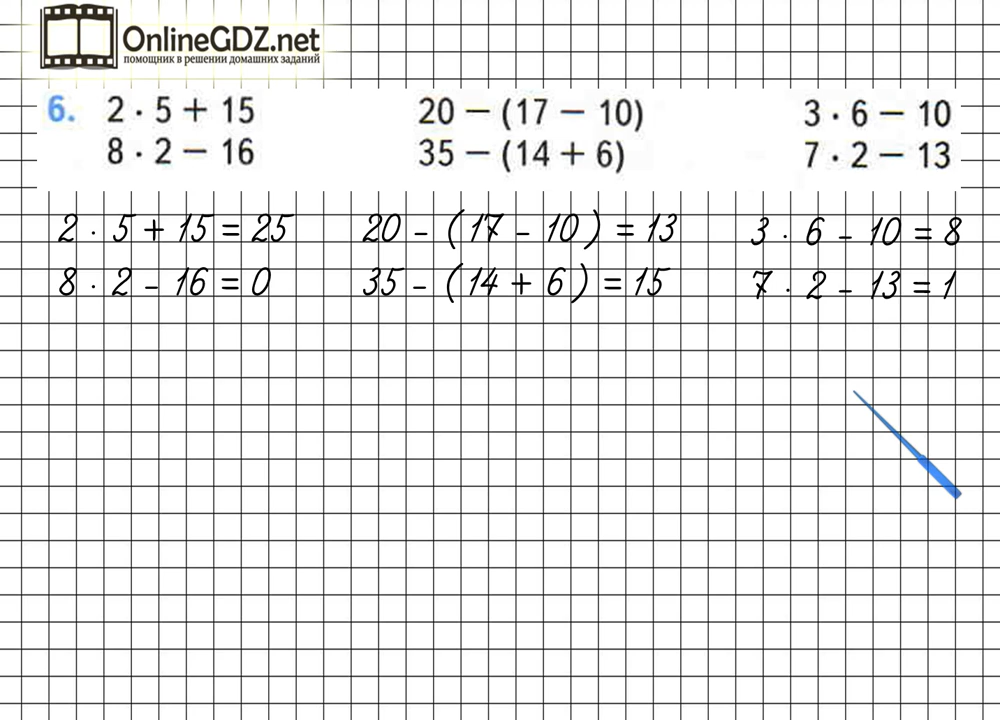 OnlineGDZ.net
помощник в решении домашних заданий
6. 2 · 5 + 15 20 − (17 − 10) 3 · 6 − 10
8 · 2 − 16 35 − (14 + 6) 7 · 2 − 13
2 · 5 + 15 = 25 20 - (17 - 10) = 13 3 · 6 - 10 = 8
8 · 2 - 16 = 0 35 - (14 + 6) = 15 7 · 2 - 13 = 1